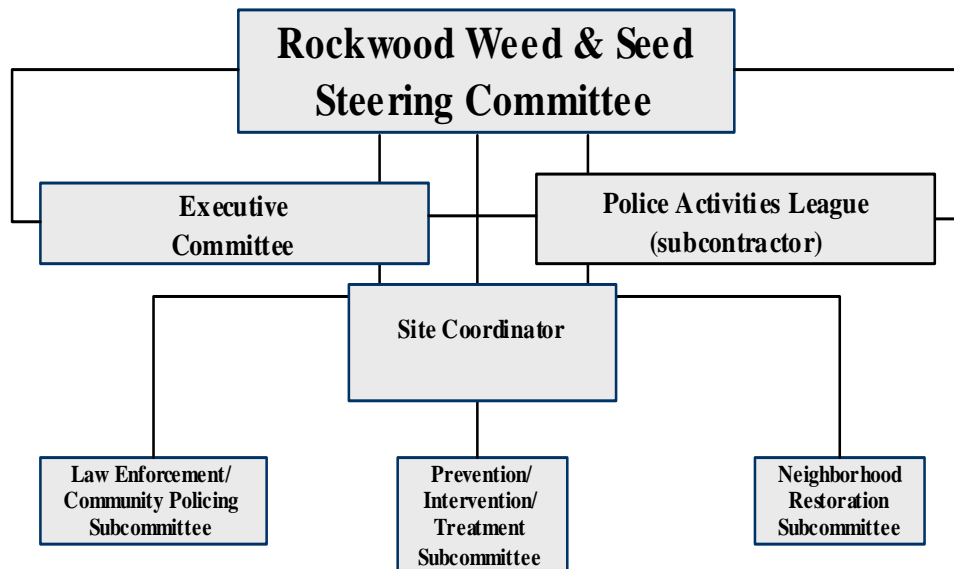 Rockwood Weed & Seed
Steering Committee
Executive
Committee
Police Activities League
(subcontractor)
Site Coordinator
Law Enforcement/
Community Policing
Subcommittee
Prevention/
Intervention/
Treatment
Subcommittee
Neighborhood
Restoration
Subcommittee